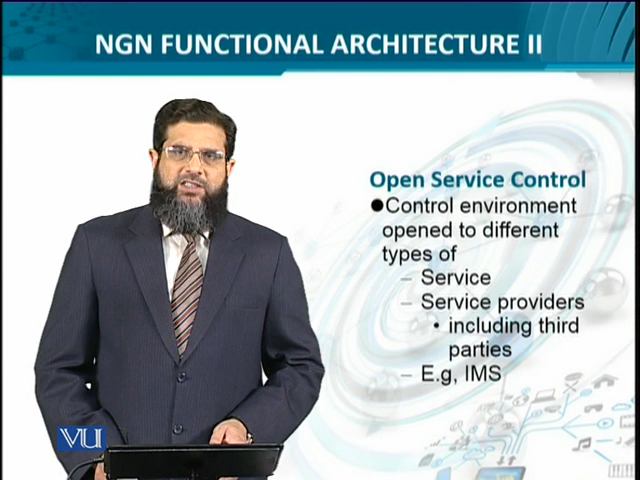 NGN FUNCTIONAL ARCHITECTURE II
Open Service Control
●Control environment
opened to different
types of
– Service
– Service providers
• including third
parties
– E.g, IMS
VU